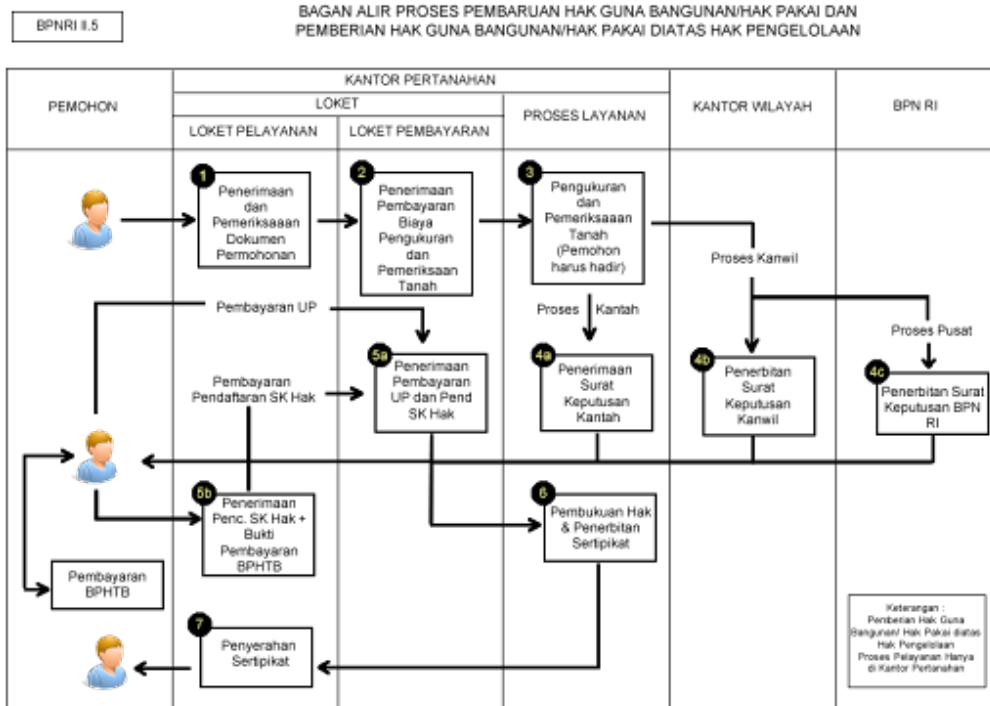 BPNRI II.5
BAGAN ALIR PROSES PEMBARUAN HAK GUNA BANGUNAN/HAK PAKAI DAN
PEMBERIAN HAK GUNA BANGUNAN/HAK PAKAI DIATAS HAK PENGELOLAAN
PEMOHON
KANTOR PERTANAHAN
LOKET
LOKET PELAYANAN
LOKET PEMBAYARAN
PROSES LAYANAN
KANTOR WILAYAH
BPN RI
1
Penerimaan
dan
Pemeriksaaan
Dokumen
Permohonan
2
Penerimaan
Pembayaran
Biaya
Pengukuran
dan
Pemeriksaan
Tanah
3
Pengukuran
dan
Pemeriksaaan
Tanah
(Pemohon
harus hadir)
Proses Kanwil
Pembayaran UP
Proses Kantah
Proses Pusat
Pembayaran
Pendaftaran SK Hak
5a
Penerimaan
Pembayaran
UP dan Pend
SK Hak
4a
Penerimaan
Surat
Keputusan
Kantah
4b
Penerbitan
Surat
Keputusan
Kanwil
4c
Penerbitan Surat
Keputusan BPN
RI
5b
Penerimaan
Penc. SK Hak +
Bukti
Pembayaran
BPHTB
6
Pembukuan Hak
& Penerbitan
Sertipikat
Pembayaran
BPHTB
7
Penyerahan
Sertipikat
Keterangan :
Pemberian Hak Guna
Bangunan/ Hak Pakai diatas
Hak Pengelolaan
Proses Pelayanan Hanya
di Kantor Pertanahan